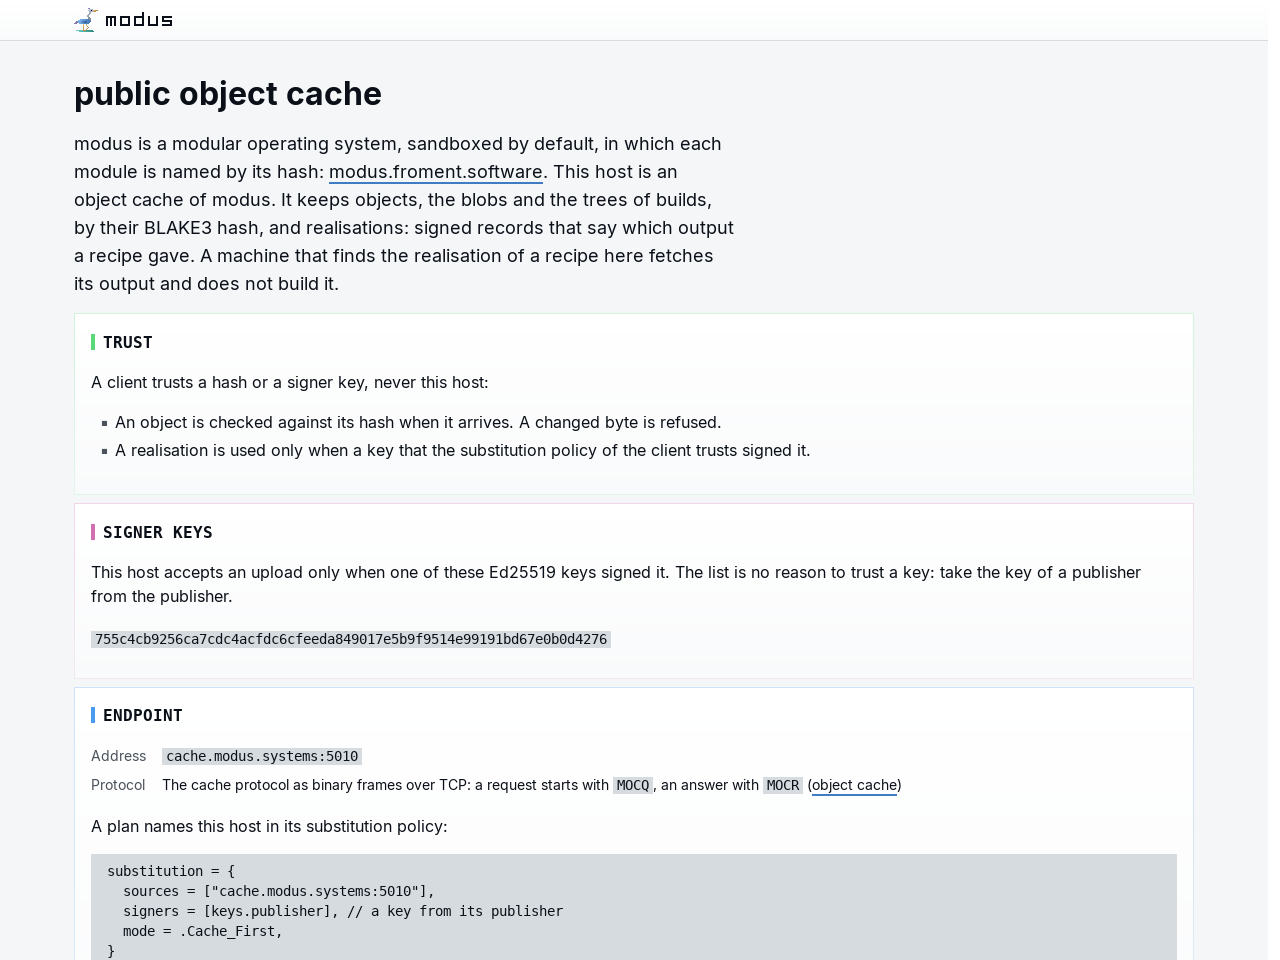 modus
public object cache
modus is a modular operating system, sandboxed by default, in which each
module is named by its hash: modus.froment.software. This host is an
object cache of modus. It keeps objects, the blobs and the trees of builds,
by their BLAKE3 hash, and realisations: signed records that say which output
a recipe gave. A machine that finds the realisation of a recipe here fetches
its output and does not build it.
TRUST
A client trusts a hash or a signer key, never this host:
An object is checked against its hash when it arrives. A changed byte is refused.
A realisation is used only when a key that the substitution policy of the client trusts signed it.
SIGNER KEYS
This host accepts an upload only when one of these Ed25519 keys signed it. The list is no reason to trust a key: take the key of a publisher
from the publisher.
755c4cb9256ca7cdc4acfdc6cfeeda849017e5b9f9514e99191bd67e0b0d4276
ENDPOINT
Address cache.modus.systems:5010
Protocol The cache protocol as binary frames over TCP: a request starts with MOCQ, an answer with MOCR (object cache)
A plan names this host in its substitution policy:
substitution = {
  sources = ["cache.modus.systems:5010"],
  signers = [keys.publisher], // a key from its publisher
  mode = .Cache_First,
}